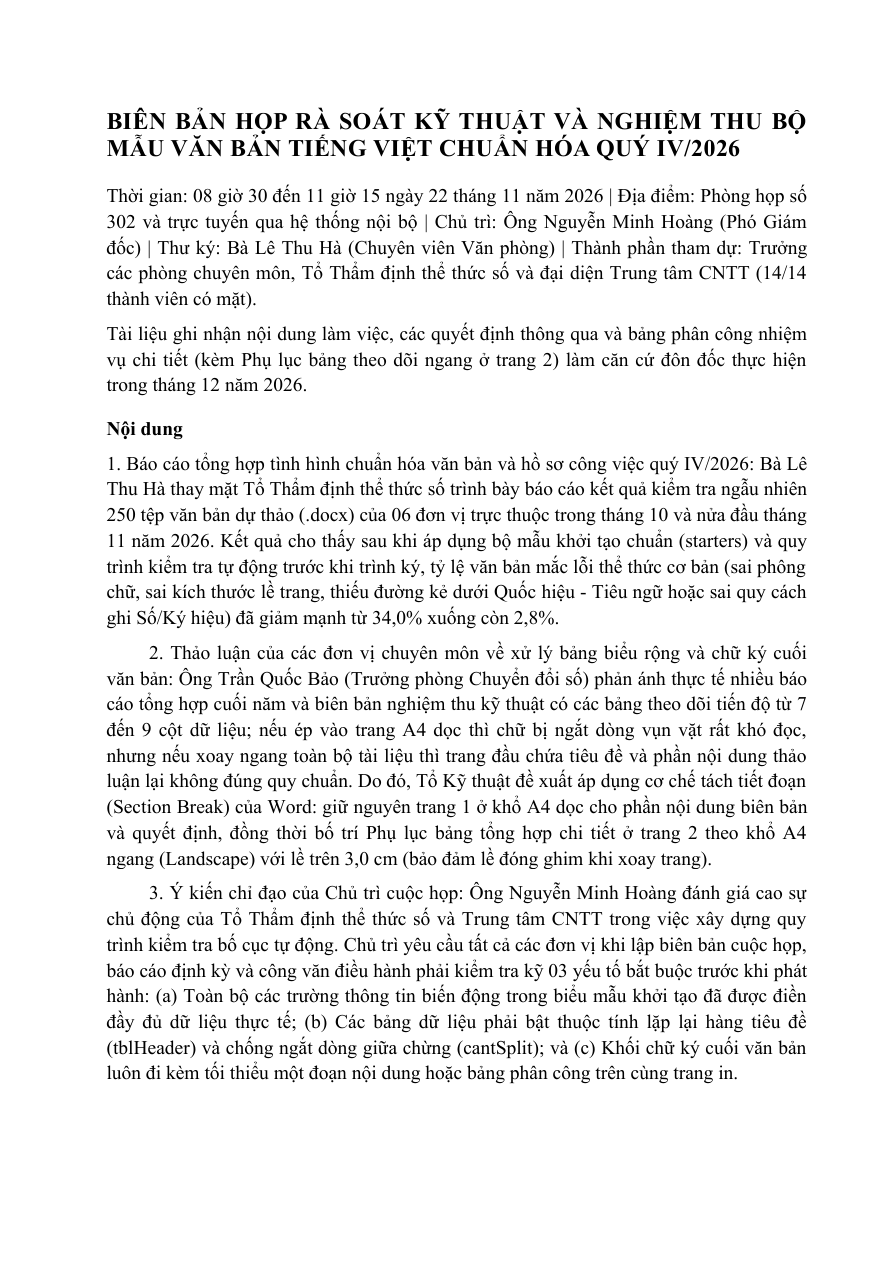 BIÊN BẢN HỌP RÀ SOÁT KỸ THUẬT VÀ NGHIỆM THU BỘ
MẪU VĂN BẢN TIẾNG VIỆT CHUẨN HÓA QUÝ IV/2026
Thời gian: 08 giờ 30 đến 11 giờ 15 ngày 22 tháng 11 năm 2026 | Địa điểm: Phòng họp số
302 và trực tuyến qua hệ thống nội bộ | Chủ trì: Ông Nguyễn Minh Hoàng (Phó Giám
đốc) | Thư ký: Bà Lê Thu Hà (Chuyên viên Văn phòng) | Thành phần tham dự: Trưởng
các phòng chuyên môn, Tổ Thẩm định thể thức số và đại diện Trung tâm CNTT (14/14
thành viên có mặt).
Tài liệu ghi nhận nội dung làm việc, các quyết định thông qua và bảng phân công nhiệm
vụ chi tiết (kèm Phụ lục bảng theo dõi ngang ở trang 2) làm căn cứ đôn đốc thực hiện
trong tháng 12 năm 2026.
Nội dung
1. Báo cáo tổng hợp tình hình chuẩn hóa văn bản và hồ sơ công việc quý IV/2026: Bà Lê
Thu Hà thay mặt Tổ Thẩm định thể thức số trình bày báo cáo kết quả kiểm tra ngẫu nhiên
250 tệp văn bản dự thảo (.docx) của 06 đơn vị trực thuộc trong tháng 10 và nửa đầu tháng
11 năm 2026. Kết quả cho thấy sau khi áp dụng bộ mẫu khởi tạo chuẩn (starters) và quy
trình kiểm tra tự động trước khi trình ký, tỷ lệ văn bản mắc lỗi thể thức cơ bản (sai phông
chữ, sai kích thước lề trang, thiếu đường kẻ dưới Quốc hiệu - Tiêu ngữ hoặc sai quy cách
ghi Số/Ký hiệu) đã giảm mạnh từ 34,0% xuống còn 2,8%.
2. Thảo luận của các đơn vị chuyên môn về xử lý bảng biểu rộng và chữ ký cuối
văn bản: Ông Trần Quốc Bảo (Trưởng phòng Chuyển đổi số) phản ánh thực tế nhiều báo
cáo tổng hợp cuối năm và biên bản nghiệm thu kỹ thuật có các bảng theo dõi tiến độ từ 7
đến 9 cột dữ liệu; nếu ép vào trang A4 dọc thì chữ bị ngắt dòng vụn vặt rất khó đọc,
nhưng nếu xoay ngang toàn bộ tài liệu thì trang đầu chứa tiêu đề và phần nội dung thảo
luận lại không đúng quy chuẩn. Do đó, Tổ Kỹ thuật đề xuất áp dụng cơ chế tách tiết đoạn
(Section Break) của Word: giữ nguyên trang 1 ở khổ A4 dọc cho phần nội dung biên bản
và quyết định, đồng thời bố trí Phụ lục bảng tổng hợp chi tiết ở trang 2 theo khổ A4
ngang (Landscape) với lề trên 3,0 cm (bảo đảm lề đóng ghim khi xoay trang).
3. Ý kiến chỉ đạo của Chủ trì cuộc họp: Ông Nguyễn Minh Hoàng đánh giá cao sự
chủ động của Tổ Thẩm định thể thức số và Trung tâm CNTT trong việc xây dựng quy
trình kiểm tra bố cục tự động. Chủ trì yêu cầu tất cả các đơn vị khi lập biên bản cuộc họp,
báo cáo định kỳ và công văn điều hành phải kiểm tra kỹ 03 yếu tố bắt buộc trước khi phát
hành: (a) Toàn bộ các trường thông tin biến động trong biểu mẫu khởi tạo đã được điền
đầy đủ dữ liệu thực tế; (b) Các bảng dữ liệu phải bật thuộc tính lặp lại hàng tiêu đề
(tblHeader) và chống ngắt dòng giữa chừng (cantSplit); và (c) Khối chữ ký cuối văn bản
luôn đi kèm tối thiểu một đoạn nội dung hoặc bảng phân công trên cùng trang in.